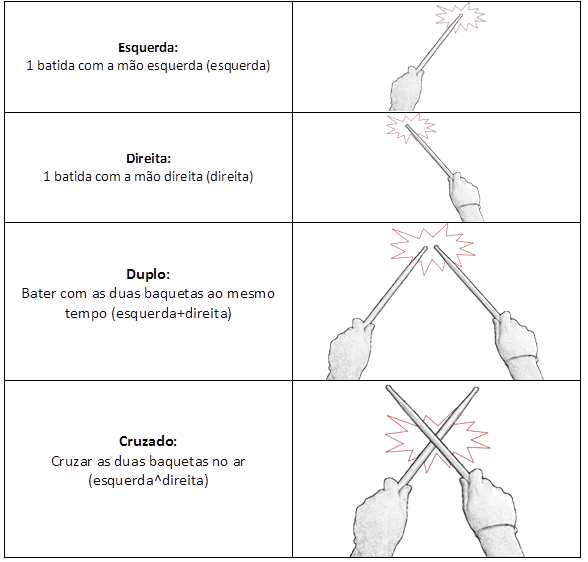 Esquerda:
1 batida com a mão esquerda (esquerda)
Direita:
1 batida com a mão direita (direita)
Duplo:
Bater com as duas baquetas ao mesmo
tempo (esquerda+direita)
Cruzado:
Cruzar as duas baquetas no ar
(esquerda^direita)